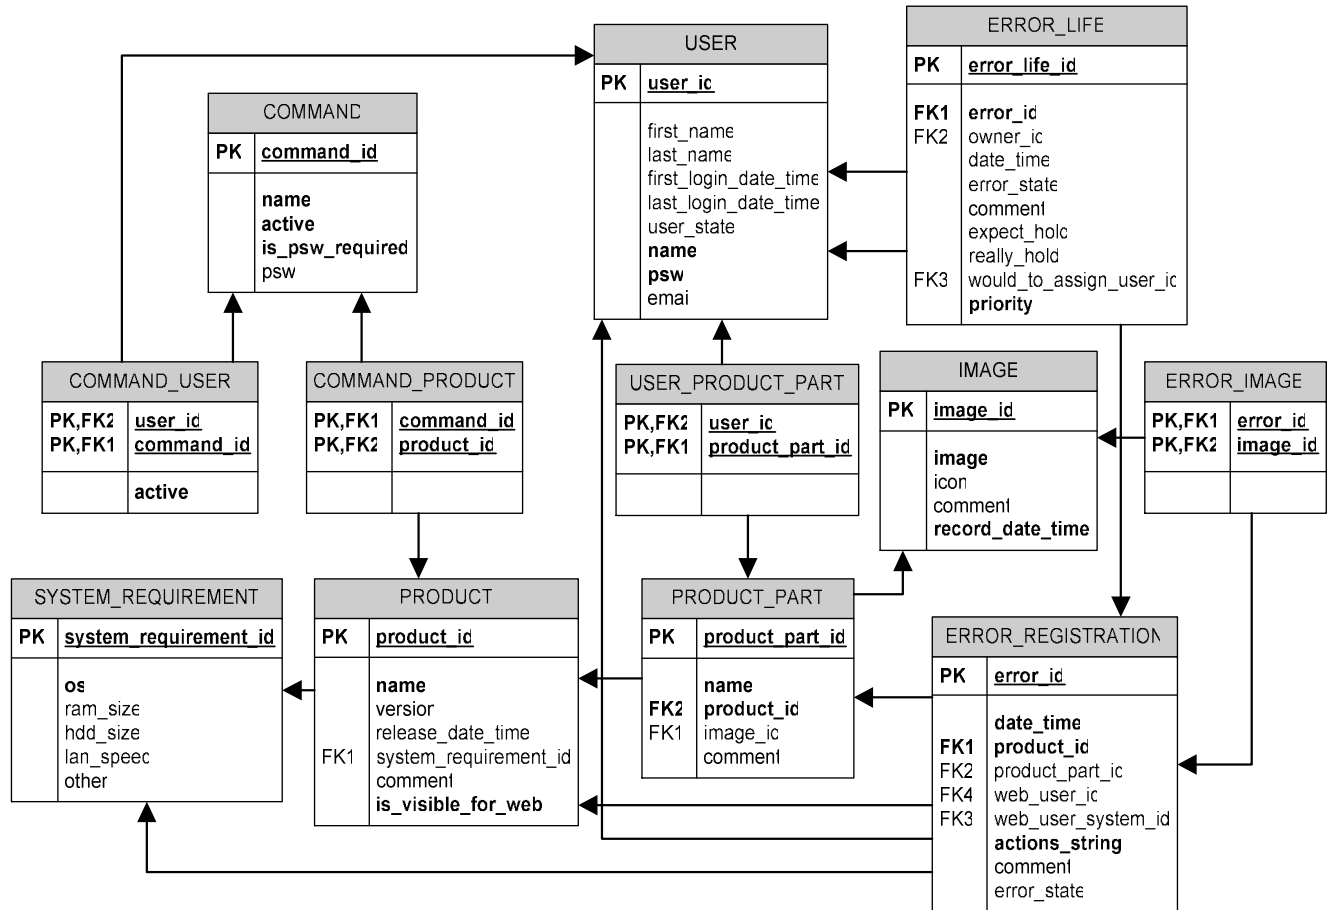 USER
PK user_id
first_name
last_name
first_login_date_time
last_login_date_time
user_state
name
psw
emai
ERROR_LIFE
PK error_life_id
FK1 error_id
FK2 owner_id
date_time
error_state
comment
expect_hold
really_hold
FK3 would_to_assign_user_id
priority
COMMAND
PK command_id
name
active
is_psw_required
psw
COMMAND_USER
PK,FK2 user_id
PK,FK1 command_id
active
COMMAND_PRODUCT
PK,FK1 command_id
PK,FK2 product_id
USER_PRODUCT_PART
PK,FK2 user_id
PK,FK1 product_part_id
IMAGE
PK image_id
image
icon
comment
record_date_time
ERROR_IMAGE
PK,FK1 error_id
PK,FK2 image_id
SYSTEM_REQUIREMENT
PK system_requirement_id
os
ram_size
hdd_size
lan_speed
other
PRODUCT
PK product_id
name
version
release_date_time
FK1 system_requirement_id
comment
is_visible_for_web
PRODUCT_PART
PK product_part_id
name
FK2 product_id
FK1 image_id
comment
ERROR_REGISTRATION
PK error_id
date_time
FK1 product_id
FK2 product_part_id
FK4 web_user_id
FK3 web_user_system_id
actions_string
comment
error_state